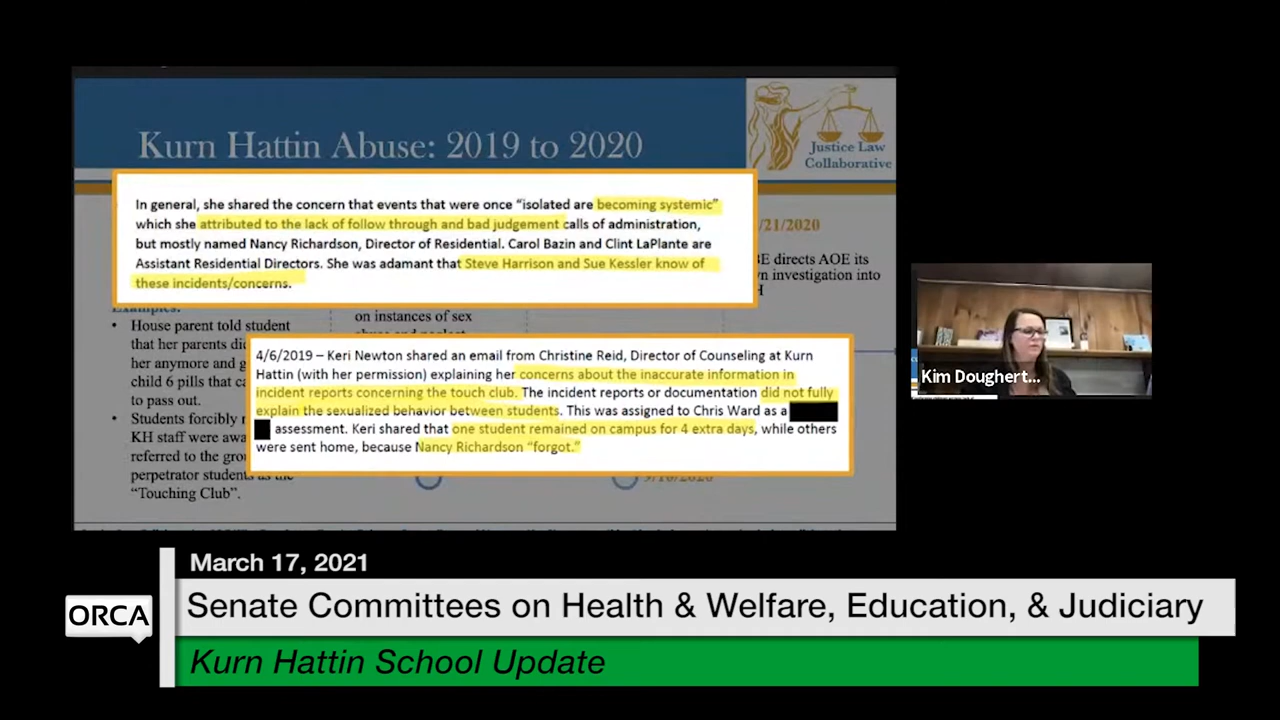 Kurn Hattin Abuse: 2019 to 2020
Justice Law
Collaborative
In general, she shared the concern that events that were once “isolated are becoming systemic”
which she attributed to the lack of follow through and bad judgement calls of administration,
but mostly named Nancy Richardson, Director of Residential. Carol Bazin and Clint LaPlante are
Assistant Residential Directors. She was adamant that Steve Harrison and Sue Kessler know of
these incidents/concerns.
/21/2020
BE directs AOE its
investigation into
Examples:
on instances of sex
• House parent told student
that her parents
her anymore and
child 6 pills that
to pass out.
• Students forcibly
KH staff were
referred to the
perpetrator students as the
“Touching Club”.
4/6/2019 – Keri Newton shared an email from Christine Reid, Director of Counseling at Kurn
Hattin (with her permission) explaining her concerns about the inaccurate information in
incident reports concerning the touch club. The incident reports or documentation did not fully
explain the sexualized behavior between students. This was assigned to Chris Ward as a
assessment. Keri shared that one student remained on campus for 4 extra days, while others
were sent home, because Nancy Richardson “forgot.”
Kim Doughert...
March 17, 2021
ORCA
Senate Committees on Health & Welfare, Education, & Judiciary
Kurn Hattin School Update